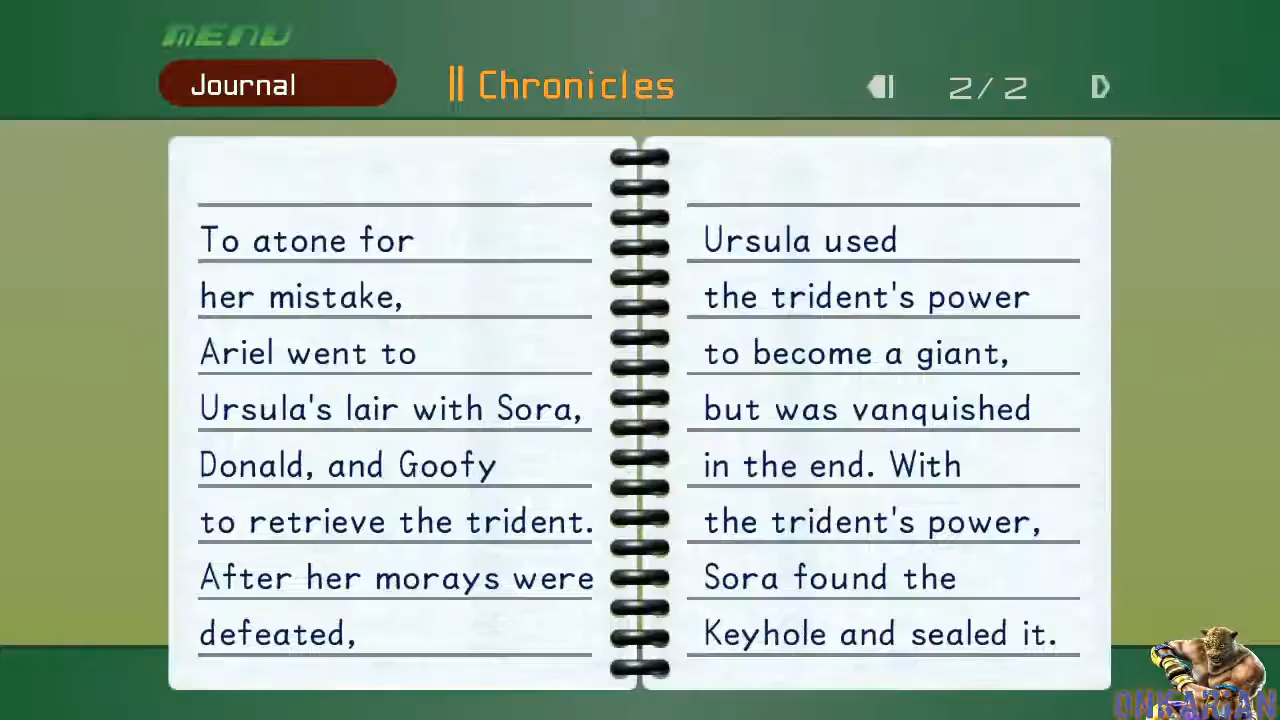 MENU
Journal
Chronicles
2/2
To atone for
her mistake,
Ariel went to
Ursula's lair with Sora,
Donald, and Goofy
to retrieve the trident.
After her morays were
defeated,
Ursula used
the trident's power
to become a giant,
but was vanquished
in the end. With
the trident's power,
Sora found the
Keyhole and sealed it.